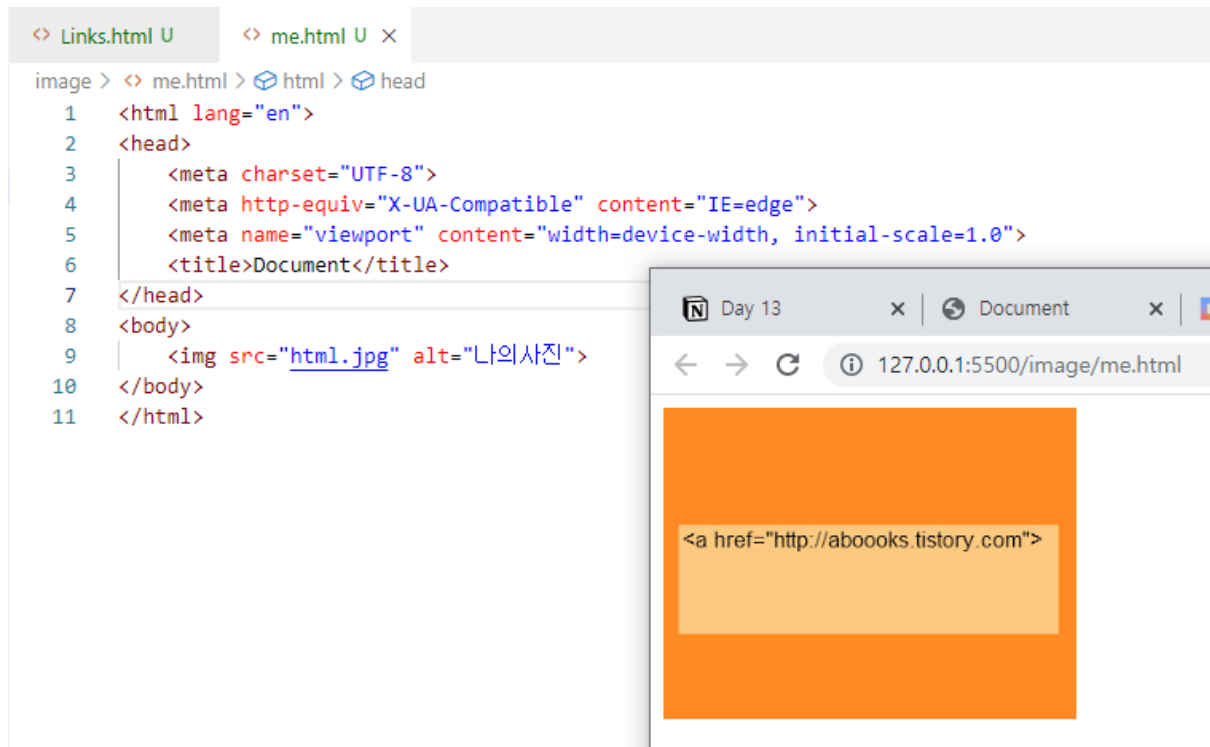 Links.html U
me.html U ×
image > me.html > html > head
1 <html lang="en">
2 <head>
3 <meta charset="UTF-8">
4 <meta http-equiv="X-UA-Compatible" content="IE=edge">
5 <meta name="viewport" content="width=device-width, initial-scale=1.0">
6 <title>Document</title>
7 </head>
8 <body>
9 <img src="html.jpg" alt="나의사진">
10 </body>
11 </html>
Day 13 ×
Document ×
127.0.0.1:5500/image/me.html
<a href="http://aboooks.tistory.com">